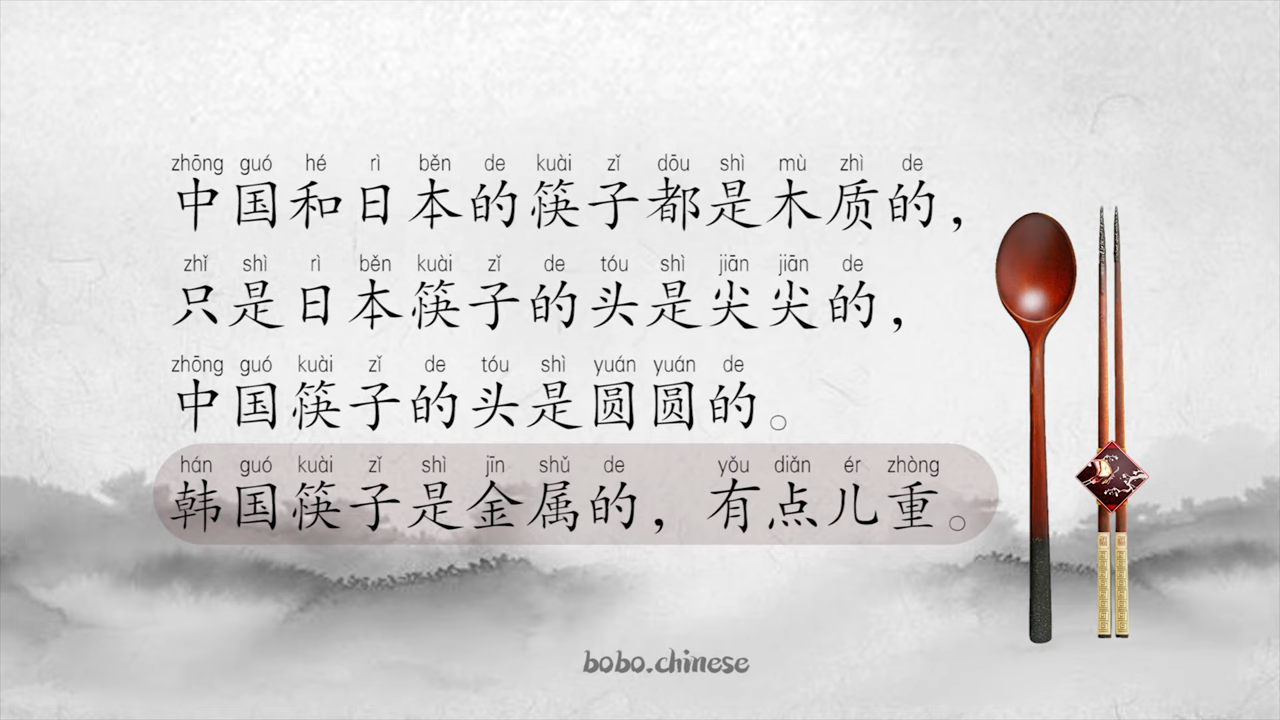 zhōng guó hé rì běn de kuài zǐ dōu shì mù zhì de
中国和日本的筷子都是木质的，
zhǐ shì rì běn kuài zǐ de tóu shì jiān jiān de
只是日本筷子的头是尖尖的，
zhōng guó kuài zǐ de tóu shì yuán yuán de
中国筷子的头是圆圆的。
hán guó kuài zǐ shì jīn shǔ de yǒu diǎn ér zhòng
韩国筷子是金属的，有点儿重。
bobo.chinese